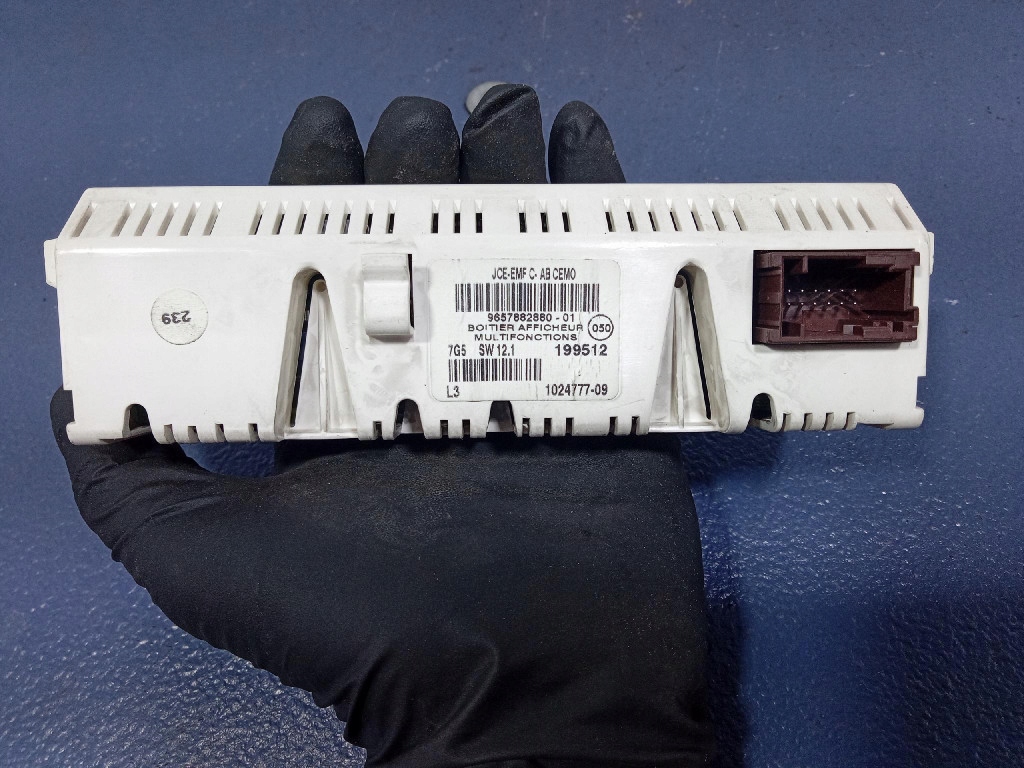 JCE-EMF C- AB CEMO
9657882880 - 01
BOITIER AFFICHEUR
MULTIFONCTIONS
050
7G5 SW 12.1 199512
L3 1024777-09
239